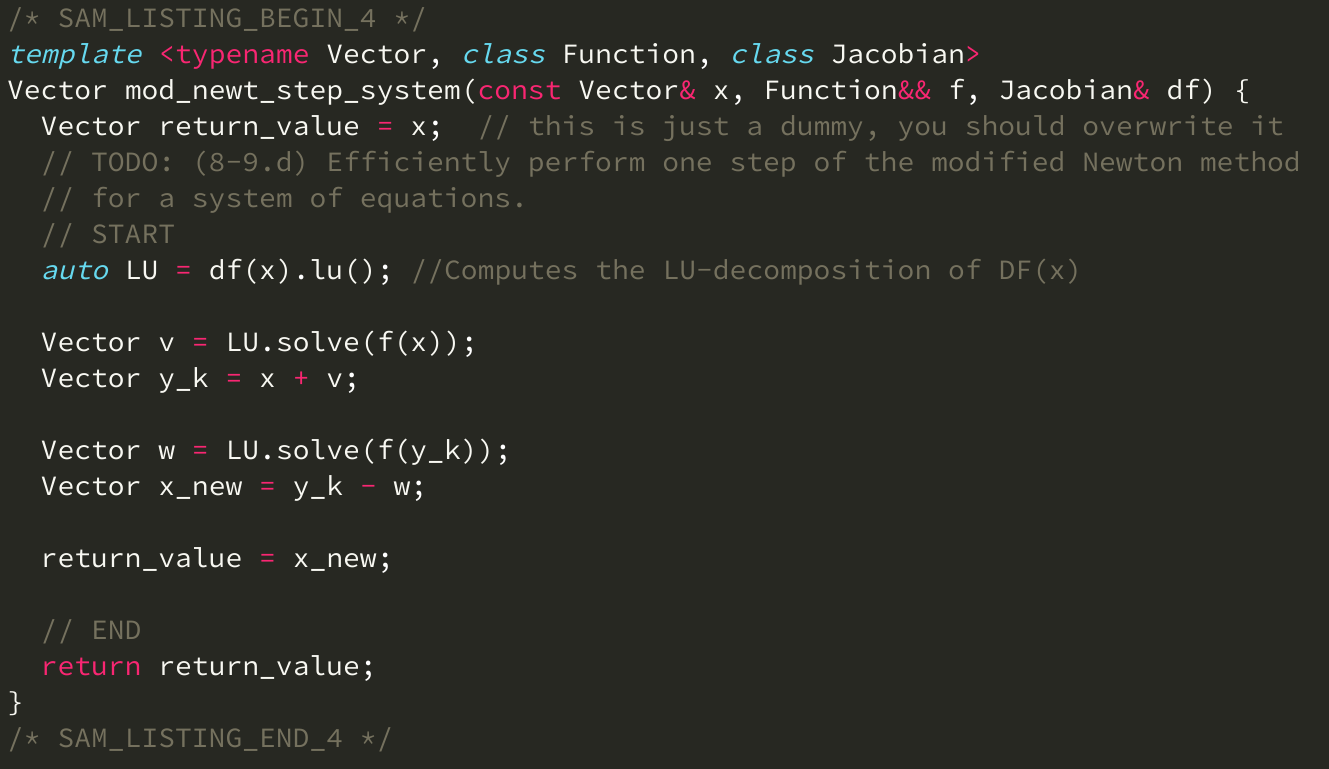 /* SAM_LISTING_BEGIN_4 */
template <typename Vector, class Function, class Jacobian>
Vector mod_newt_step_system(const Vector& x, Function&& f, Jacobian& df) {
  Vector return_value = x;  // this is just a dummy, you should overwrite it
  // TODO: (8-9.d) Efficiently perform one step of the modified Newton method
  // for a system of equations.
  // START
  auto LU = df(x).lu(); //Computes the LU-decomposition of DF(x)

  Vector v = LU.solve(f(x));
  Vector y_k = x + v;

  Vector w = LU.solve(f(y_k));
  Vector x_new = y_k - w;

  return_value = x_new;

  // END
  return return_value;
}
/* SAM_LISTING_END_4 */